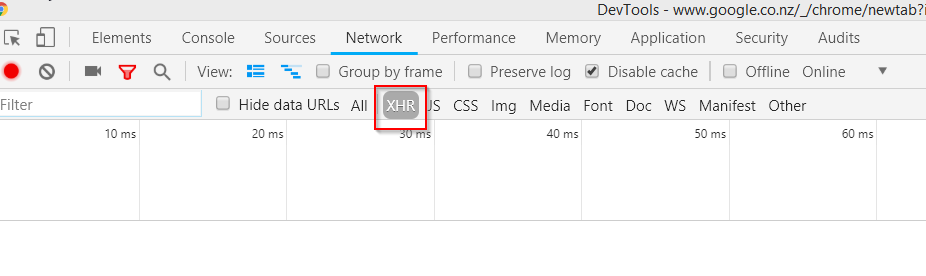 DevTools - www.google.co.nz/_/chrome/newtab?i
Elements Console Sources Network Performance Memory Application Security Audits
View: Group by frame Preserve log Disable cache Offline Online
Filter Hide data URLs All XHR JS CSS Img Media Font Doc WS Manifest Other
10 ms 20 ms 30 ms 40 ms 50 ms 60 ms